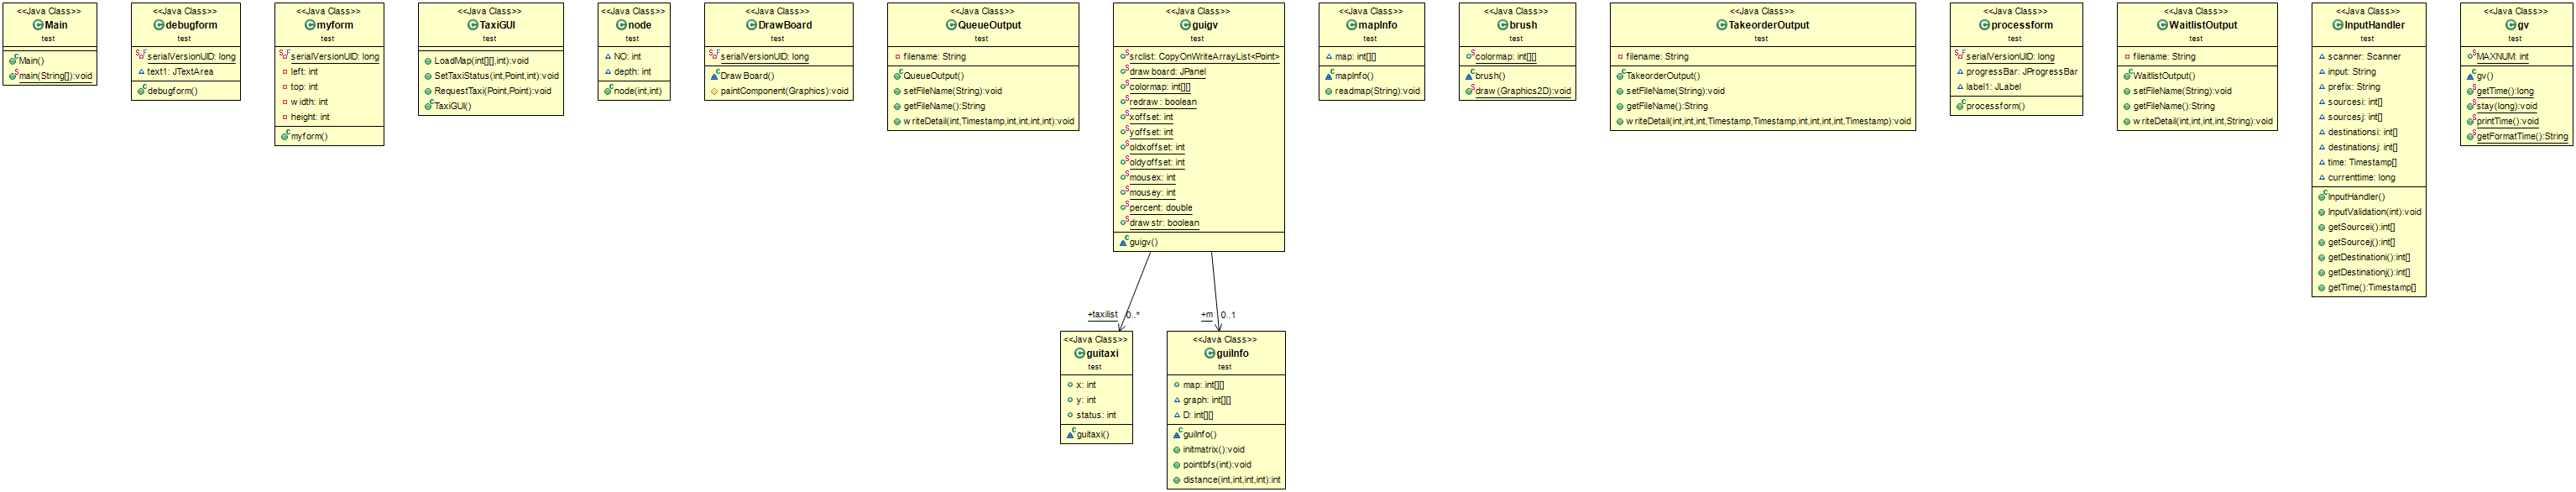 <<Java Class>>
Main
test
Main()
main(String[]):void
<<Java Class>>
debugform
test
serialVersionUID: long
text1: JTextArea
debugform()
<<Java Class>>
myform
test
serialVersionUID: long
left: int
top: int
width: int
height: int
myform()
<<Java Class>>
TaxiGUI
test
LoadMap(int[][],int):void
SetTaxiStatus(int,Point,int):void
RequestTaxi(Point,Point):void
TaxiGUI()
<<Java Class>>
node
test
NO: int
depth: int
node(int,int)
<<Java Class>>
DrawBoard
test
serialVersionUID: long
DrawBoard()
paintComponent(Graphics):void
<<Java Class>>
QueueOutput
test
filename: String
QueueOutput()
setFileName(String):void
getFileName():String
writeDetail(int,Timestamp,int,int,int,int):void
<<Java Class>>
guigv
test
srclist: CopyOnWriteArrayList<Point>
drawboard: JPanel
colormap: int[][]
redraw: boolean
xoffset: int
yoffset: int
oldxoffset: int
oldyoffset: int
mousex: int
mousey: int
percent: double
drawstr: boolean
guigv()
+taxilist 0..*
+m 0..1
<<Java Class>>
guitaxi
test
x: int
y: int
status: int
guitaxi()
<<Java Class>>
guiInfo
test
map: int[][]
graph: int[][]
D: int[][]
guiInfo()
initmatrix():void
pointbfs(int):void
distance(int,int,int,int):int
<<Java Class>>
mapInfo
test
map: int[][]
mapInfo()
readmap(String):void
<<Java Class>>
brush
test
colormap: int[][]
brush()
draw(Graphics2D):void
<<Java Class>>
TakeorderOutput
test
filename: String
TakeorderOutput()
setFileName(String):void
getFileName():String
writeDetail(int,int,int,Timestamp,Timestamp,int,int,int,int,Timestamp):void
<<Java Class>>
processform
test
serialVersionUID: long
progressBar: JProgressBar
label1: JLabel
processform()
<<Java Class>>
WaitlistOutput
test
filename: String
WaitlistOutput()
setFileName(String):void
getFileName():String
writeDetail(int,int,int,int,String):void
<<Java Class>>
InputHandler
test
scanner: Scanner
input: String
prefix: String
sourcesi: int[]
sourcesj: int[]
destinationsi: int[]
destinationsj: int[]
time: Timestamp[]
currenttime: long
InputHandler()
InputValidation(int):void
getSourcei():int[]
getSourcej():int[]
getDestinationi():int[]
getDestinationj():int[]
getTime():Timestamp[]
<<Java Class>>
gv
test
MAXNUM: int
gv()
getTime():long
stay(long):void
printTime():void
getFormatTime():String